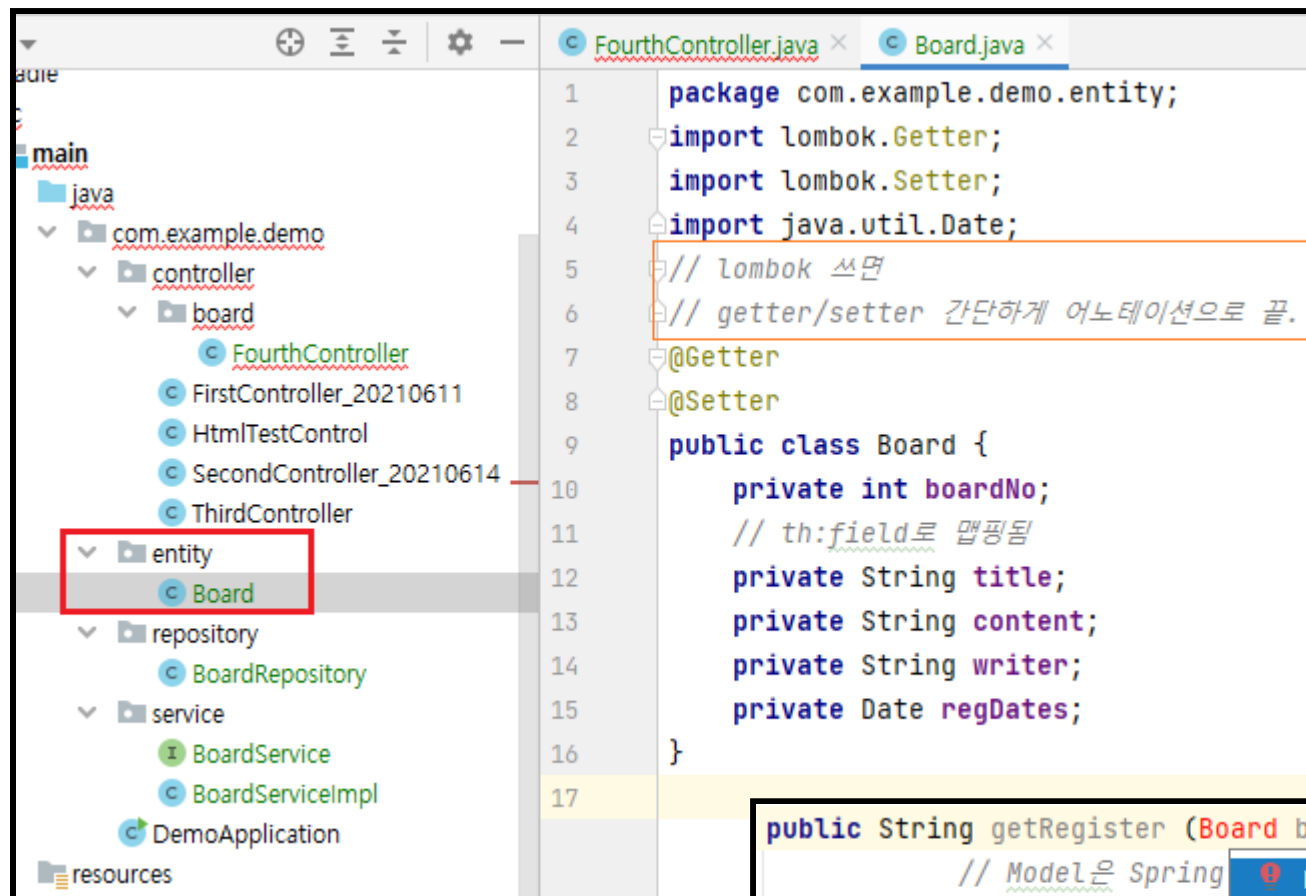 main
java
com.example.demo
controller
board
FourthController
FirstController_20210611
HtmlTestControl
SecondController_20210614
ThirdController
entity
Board
repository
BoardRepository
service
BoardService
BoardServiceImpl
DemoApplication
resources
FourthController.java
Board.java
1 package com.example.demo.entity;
2 import lombok.Getter;
3 import lombok.Setter;
4 import java.util.Date;
5 // lombok 쓰면
6 // getter/setter 간단하게 어노테이션으로 끝.
7 @Getter
8 @Setter
9 public class Board {
10 private int boardNo;
11 // th:field로 맵핑됨
12 private String title;
13 private String content;
14 private String writer;
15 private Date regDates;
16 }
17
public String getRegister (Board b
// Model은 Spring